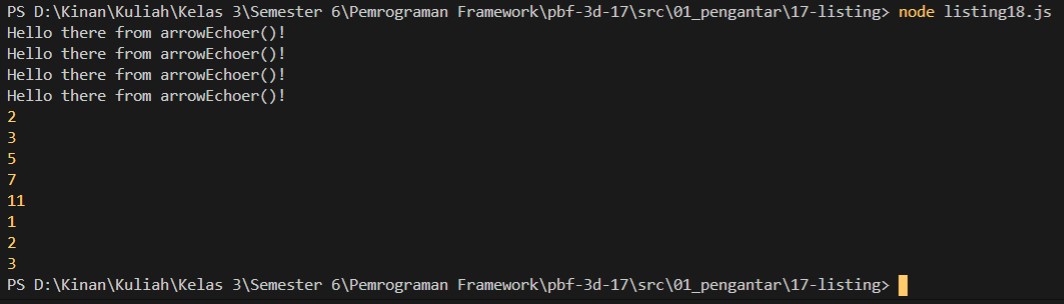 PS D:\Kinan\Kuliah\Kelas 3\Semester 6\Pemrograman Framework\pbf-3d-17\src\01_pengantar\17-listing> node listing18.js
Hello there from arrowEchoer()!
Hello there from arrowEchoer()!
Hello there from arrowEchoer()!
Hello there from arrowEchoer()!
2
3
5
7
11
1
2
3
PS D:\Kinan\Kuliah\Kelas 3\Semester 6\Pemrograman Framework\pbf-3d-17\src\01_pengantar\17-listing>